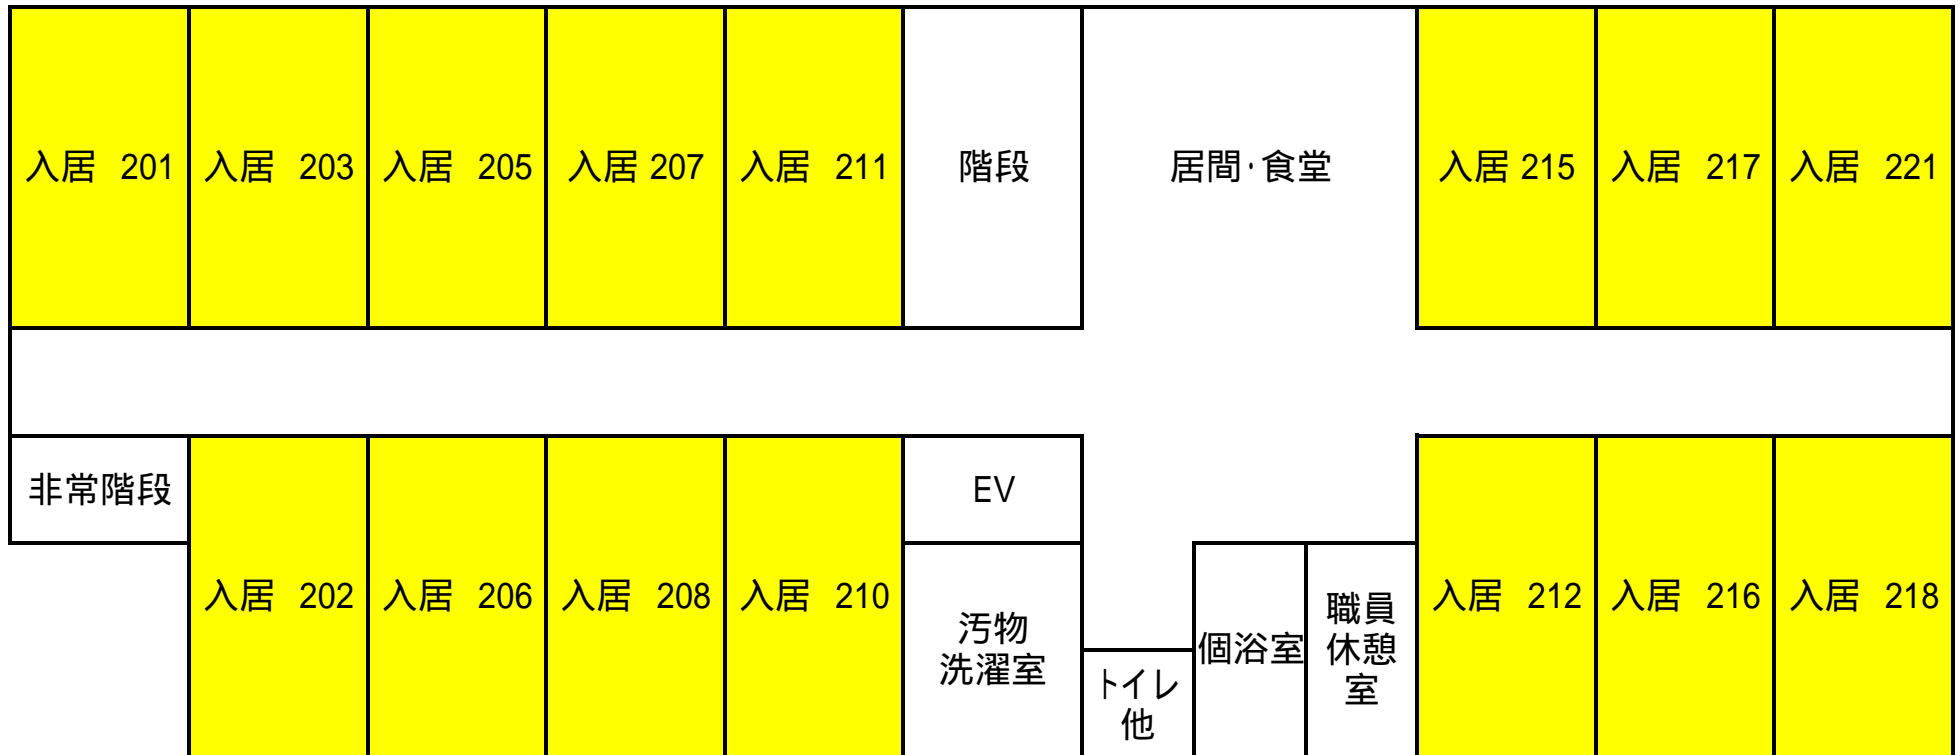 入居 201
入居 203
入居 205
入居 207
入居 211
階段
居間･食堂
入居 215
入居 217
入居 221
非常階段
入居 202
入居 206
入居 208
入居 210
EV
汚物
洗濯室
トイレ
他
個浴室
職員
休憩
室
入居 212
入居 216
入居 218